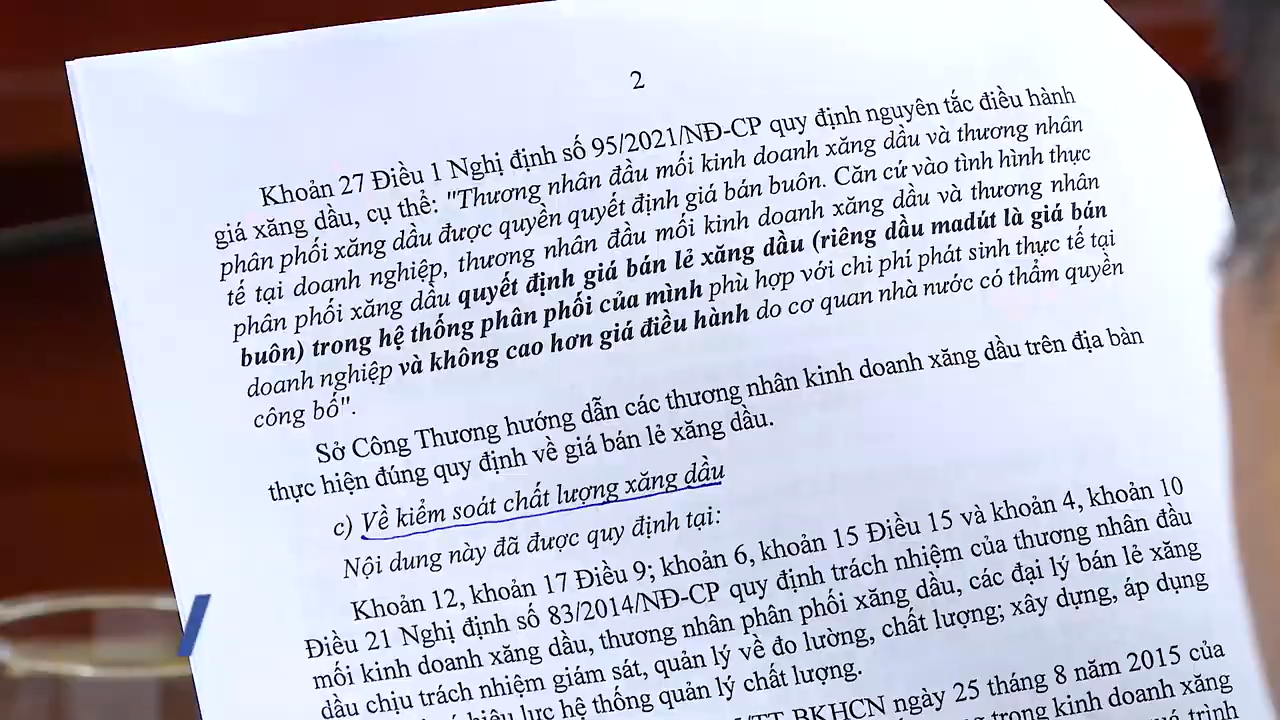 2
Khoản 27 Điều 1 Nghị định số 95/2021/NĐ-CP quy định nguyên tắc điều hành
giá xăng dầu, cụ thể: "Thương nhân đầu mối kinh doanh xăng dầu và thương nhân
phân phối xăng dầu được quyền quyết định giá bán buôn. Căn cứ vào tình hình thực
tế tại doanh nghiệp, thương nhân đầu mối kinh doanh xăng dầu và thương nhân
phân phối xăng dầu quyết định giá bán lẻ xăng dầu (riêng dầu madút là giá bán
buôn) trong hệ thống phân phối của mình phù hợp với chi phí phát sinh thực tế tại
doanh nghiệp và không cao hơn giá điều hành do cơ quan nhà nước có thẩm quyền
công bố".
Sở Công Thương hướng dẫn các thương nhân kinh doanh xăng dầu trên địa bàn
thực hiện đúng quy định về giá bán lẻ xăng dầu.
c) Về kiểm soát chất lượng xăng dầu
Nội dung này đã được quy định tại:
Khoản 12, khoản 17 Điều 9; khoản 6, khoản 15 Điều 15 và khoản 4, khoản 10
Điều 21 Nghị định số 83/2014/NĐ-CP quy định trách nhiệm của thương nhân đầu
mối kinh doanh xăng dầu, thương nhân phân phối xăng dầu, các đại lý bán lẻ xăng
dầu chịu trách nhiệm giám sát, quản lý về đo lường, chất lượng; xây dựng, áp dụng
hiệu lực hệ thống quản lý chất lượng.
BKHCN ngày 25 tháng 8 năm 2015 của
trong kinh doanh xăng
trình